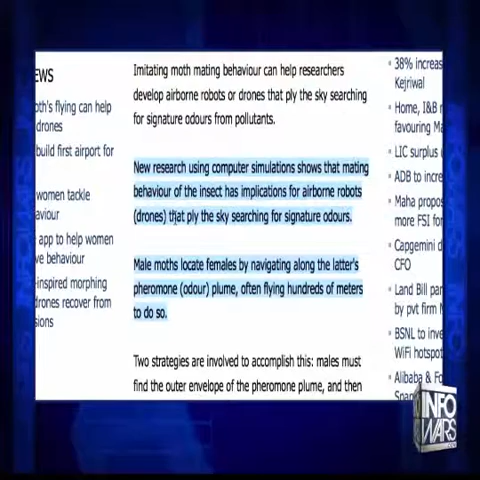 EWS
oth's flying can help
drones
build first airport for
women tackle
aviour
app to help women
ve behaviour
-inspired morphing
drones recover from
sions
Imitating moth mating behaviour can help researchers
develop airborne robots or drones that ply the sky searching
for signature odours from pollutants.
New research using computer simulations shows that mating
behaviour of the insect has implications for airborne robots
(drones) that ply the sky searching for signature odours.
Male moths locate females by navigating along the latter's
pheromone (odour) plume, often flying hundreds of meters
to do so.
Two strategies are involved to accomplish this: males must
find the outer envelope of the pheromone plume, and then
38% increas
Kejriwal
Home, I&B
favouring Ma
LIC surplus
ADB to incre
Maha propos
more FSI for
Capgemini d
CFO
Land Bill par
by pvt firm
BSNL to inve
WiFi hotspot
Alibaba & Fo
INFO
WARS